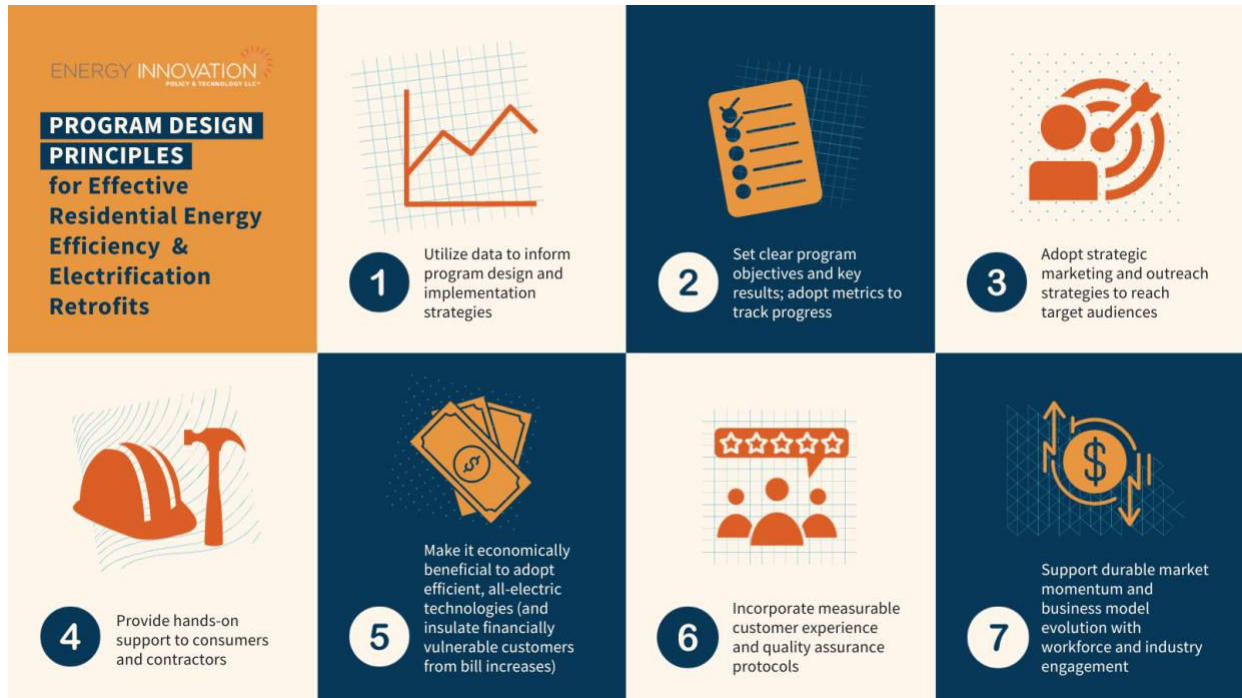 ENERGY INNOVATION
POLICY & TECHNOLOGY LLC®
PROGRAM DESIGN
PRINCIPLES
for Effective
Residential Energy
Efficiency &
Electrification
Retrofits
1
Utilize data to inform
program design and
implementation
strategies
2
Set clear program
objectives and key
results; adopt metrics to
track progress
3
Adopt strategic
marketing and outreach
strategies to reach
target audiences
4
Provide hands-on
support to consumers
and contractors
$
5
Make it economically
beneficial to adopt
efficient, all-electric
technologies (and
insulate financially
vulnerable customers
from bill increases)
6
Incorporate measurable
customer experience
and quality assurance
protocols
$
7
Support durable market
momentum and
business model
evolution with
workforce and industry
engagement